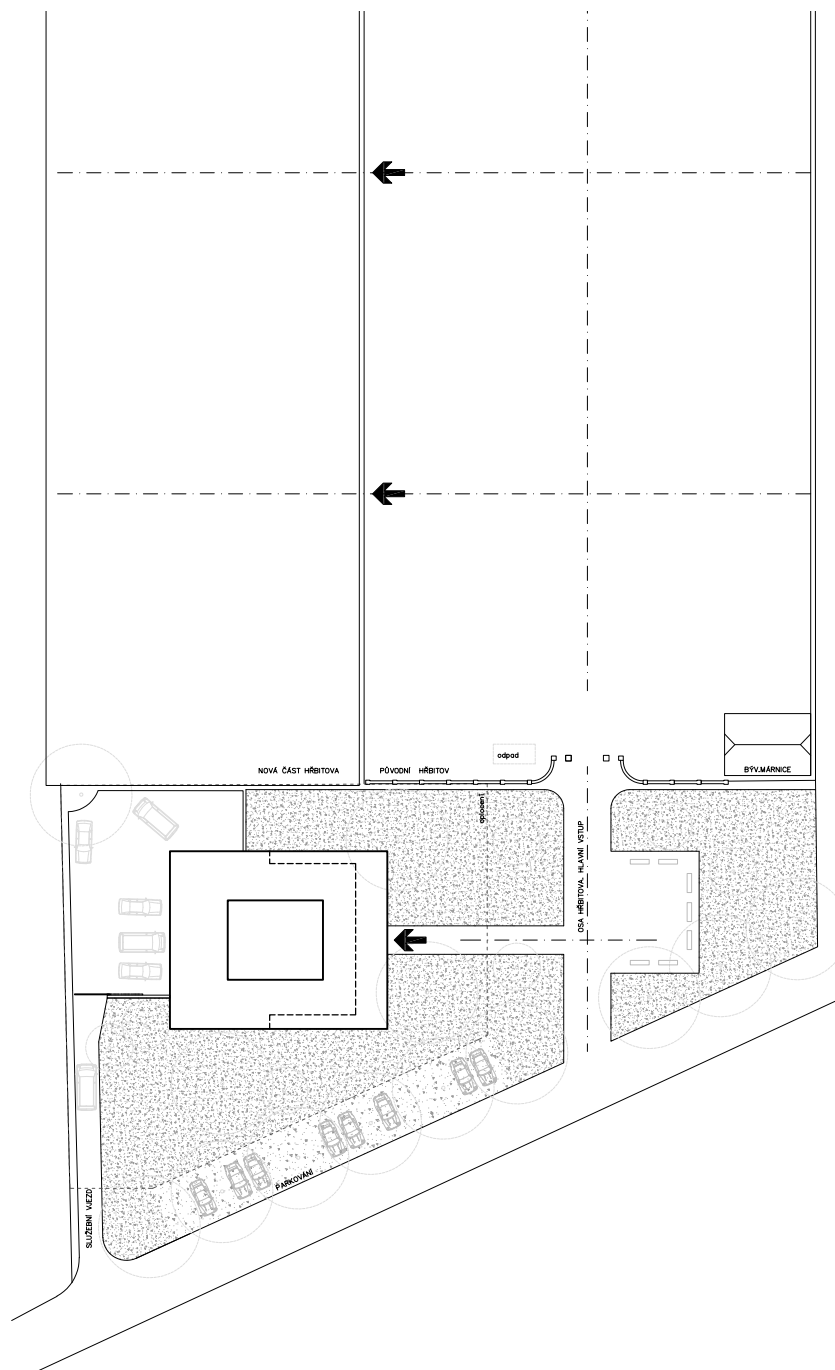 odpad
NOVÁ ČÁST HŘBITOVA
PŮVODNÍ HŘBITOV
BÝV.MÁRNICE
oplocení
OSA HŘBITOVA, HLAVNÍ VSTUP
PARKOVÁNÍ
SLUŽEBNÍ VJEZD